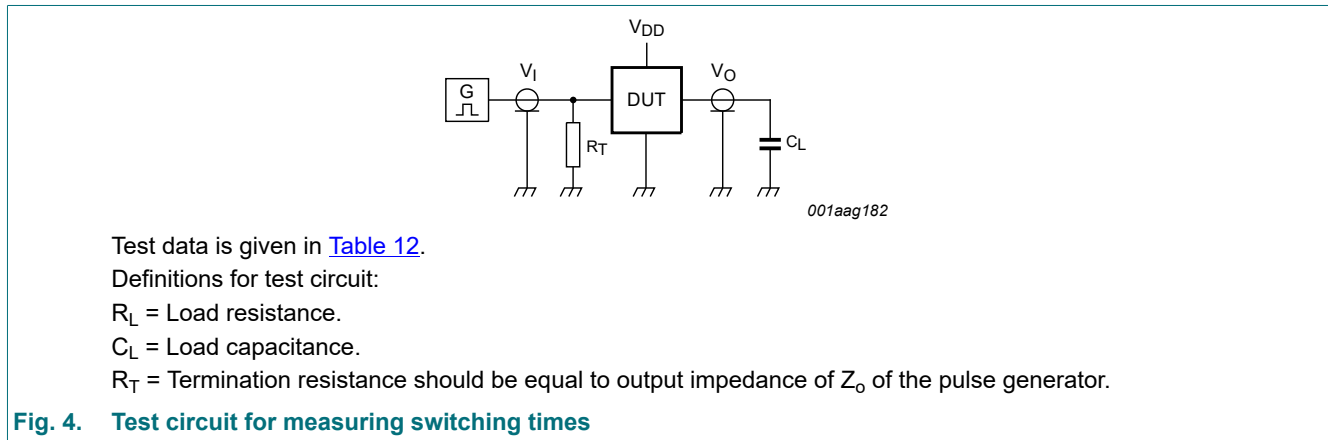 VDD
VI
VO
G
DUT
RT
CL
001aag182
Test data is given in Table 12.
Definitions for test circuit:
RL = Load resistance.
CL = Load capacitance.
RT = Termination resistance should be equal to output impedance of Zo of the pulse generator.
Fig. 4. Test circuit for measuring switching times